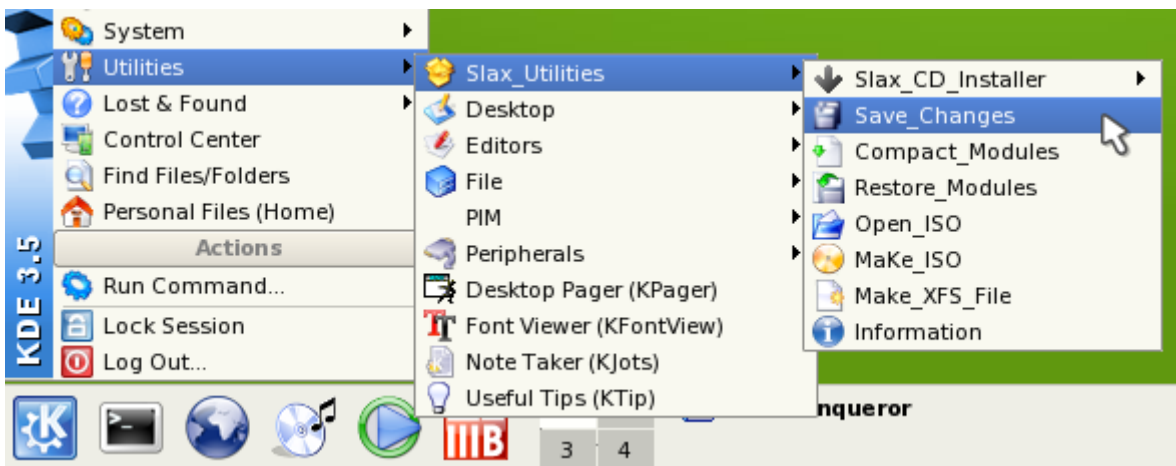 System
Utilities
Lost & Found
Control Center
Find Files/Folders
Personal Files (Home)
Actions
Run Command...
Lock Session
Log Out...
KDE 3.5
Slax_Utilities
Desktop
Editors
File
PIM
Peripherals
Desktop Pager (KPager)
Font Viewer (KFontView)
Note Taker (KJots)
Useful Tips (KTip)
Slax_CD_Installer
Save_Changes
Compact_Modules
Restore_Modules
Open_ISO
MaKe_ISO
Make_XFS_File
Information
nqueror
3 4